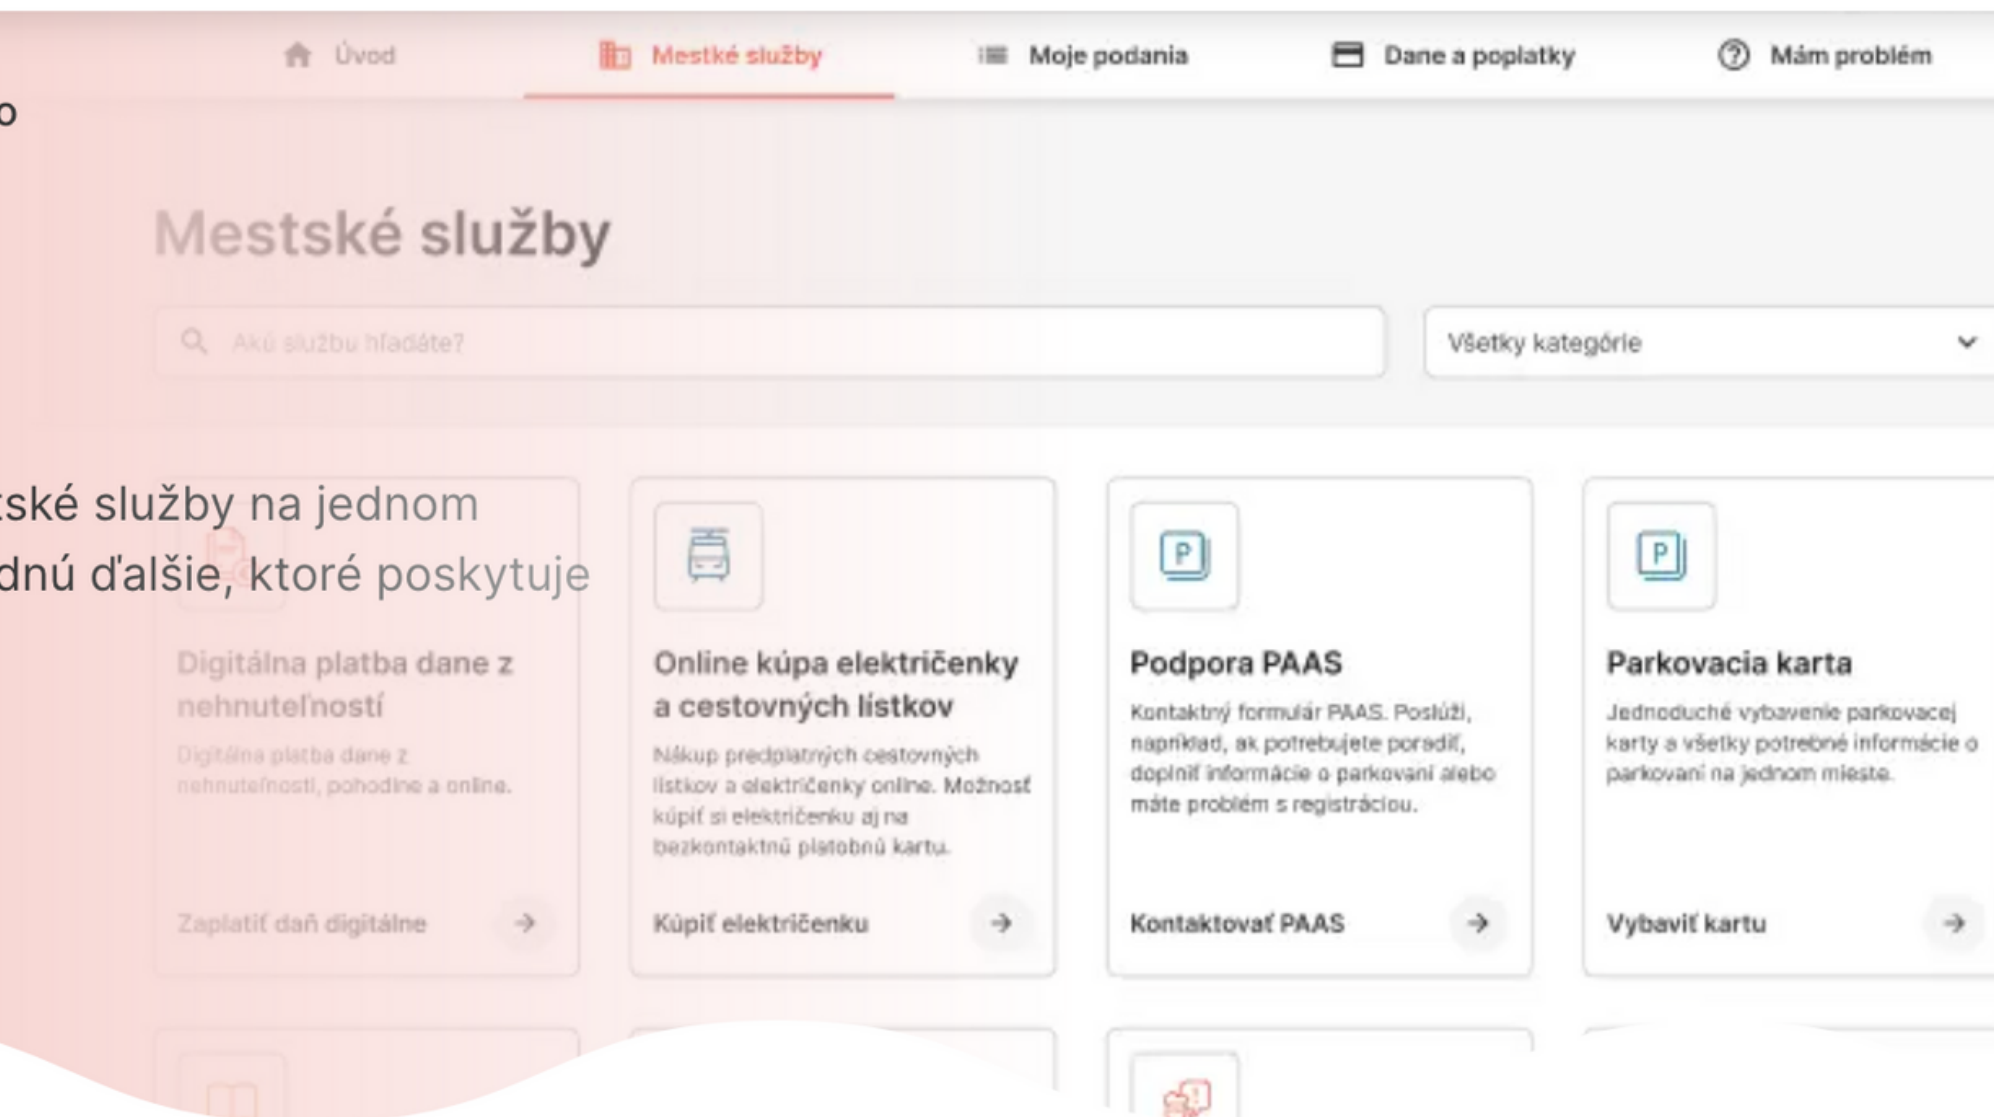 Úvod
Mestké služby
Moje podania
Dane a poplatky
Mám problém
o
Mestské služby
Akú službu hľadáte?
Všetky kategórie
tské služby na jednom
dnú ďalšie, ktoré poskytuje
Digitálna platba dane z
nehnuteľností
Digitálna platba dane z
nehnuteľnosti, pohodlne a online.
Zaplatiť daň digitálne
Online kúpa električenky
a cestovných lístkov
Nákup predplatných cestovných
lístkov a električenky online. Možnosť
kúpiť si električenku aj na
bezkontaktnú platobnú kartu.
Kúpiť električenku
Podpora PAAS
Kontaktný formulár PAAS. Poslúži,
napríklad, ak potrebujete poradiť,
doplniť informácie o parkovaní alebo
máte problém s registráciou.
Kontaktovať PAAS
Parkovacia karta
Jednoduché vybavenie parkovacej
karty a všetky potrebné informácie o
parkovaní na jednom mieste.
Vybaviť kartu